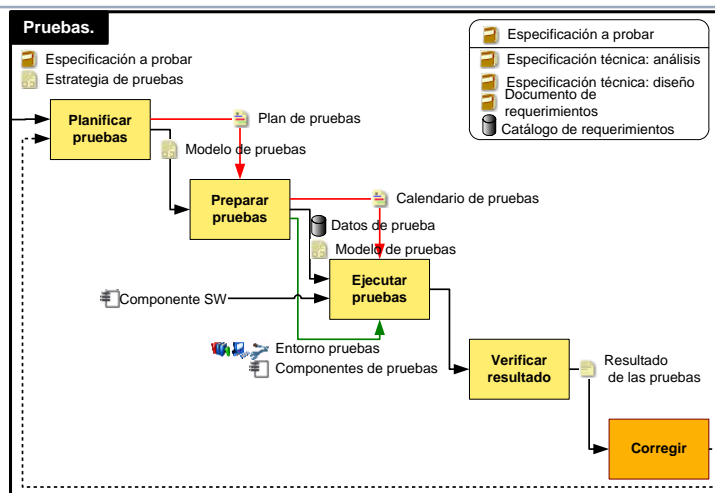 Pruebas.
Especificación a probar
Estrategia de pruebas
Especificación a probar
Especificación técnica: análisis
Especificación técnica: diseño
Documento de
requerimientos
Catálogo de requerimientos
Planificar
pruebas
Plan de pruebas
Modelo de pruebas
Preparar
pruebas
Calendario de pruebas
Datos de prueba
Modelo de pruebas
Ejecutar
pruebas
Componente SW
Entorno pruebas
Componentes de pruebas
Verificar
resultado
Resultado
de las pruebas
Corregir